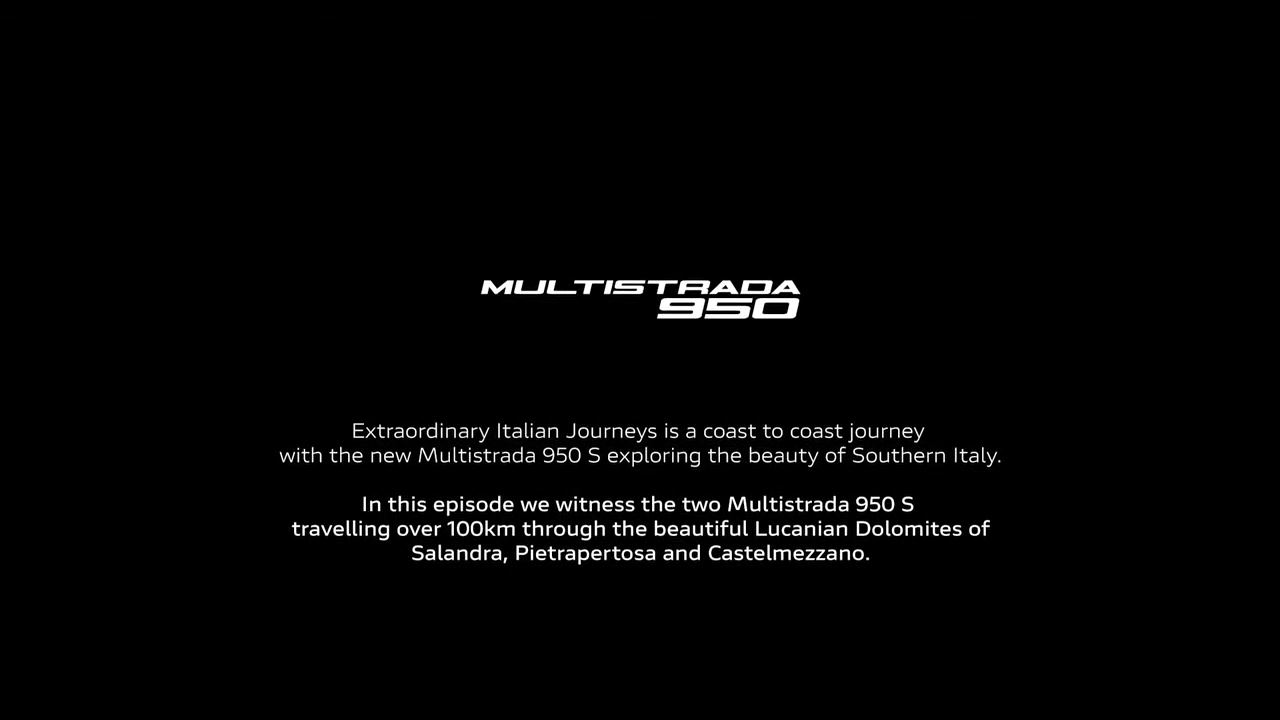 MULTISTRADA
950
Extraordinary Italian Journeys is a coast to coast journey
with the new Multistrada 950 S exploring the beauty of Southern Italy.
In this episode we witness the two Multistrada 950 S
travelling over 100km through the beautiful Lucanian Dolomites of
Salandra, Pietrapertosa and Castelmezzano.